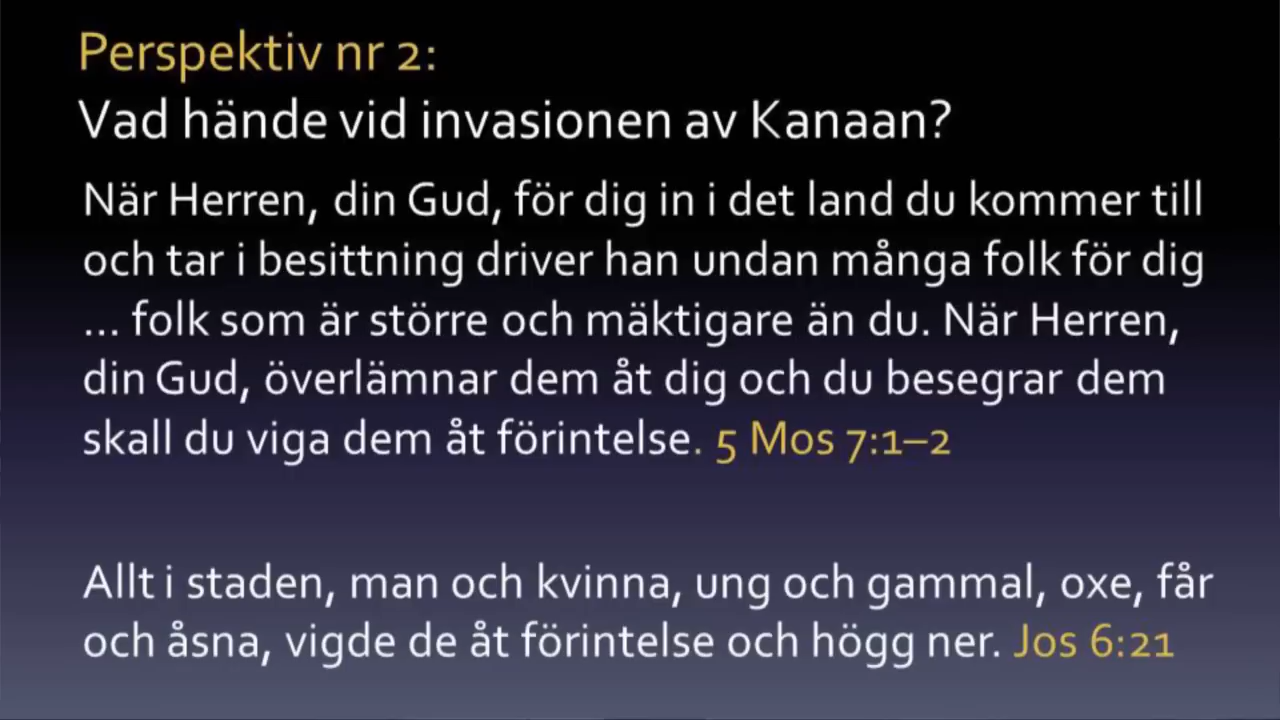 Perspektiv nr 2:
Vad hände vid invasionen av Kanaan?
När Herren, din Gud, för dig in i det land du kommer till
och tar i besittning driver han undan många folk för dig
... folk som är större och mäktigare än du. När Herren,
din Gud, överlämnar dem åt dig och du besegrar dem
skall du viga dem åt förintelse. 5 Mos 7:1–2
Allt i staden, man och kvinna, ung och gammal, oxe, får
och åsna, vigde de åt förintelse och högg ner. Jos 6:21